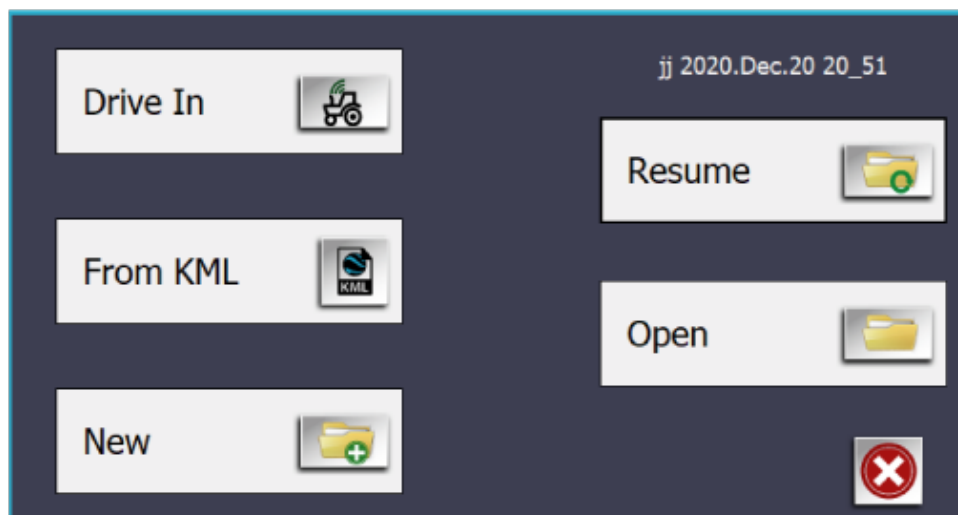 Drive In
jj 2020.Dec.20 20_51
Resume
From KML
KML
Open
New